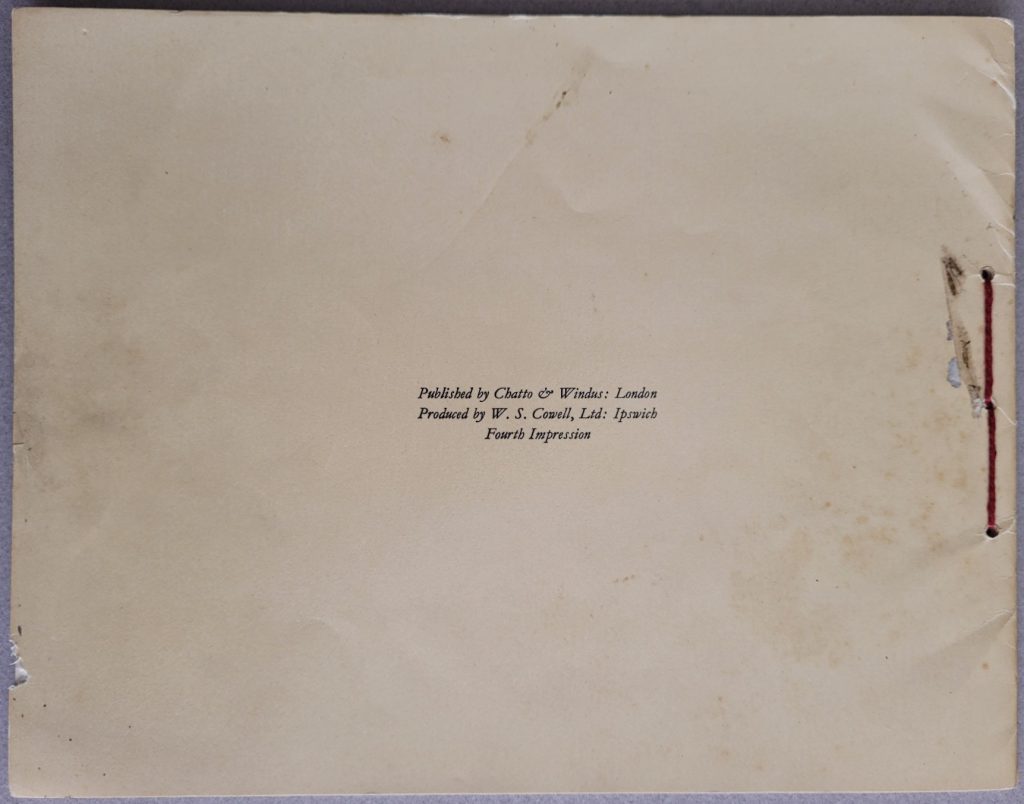 Published by Chatto & Windus: London
Produced by W. S. Cowell, Ltd: Ipswich
Fourth Impression